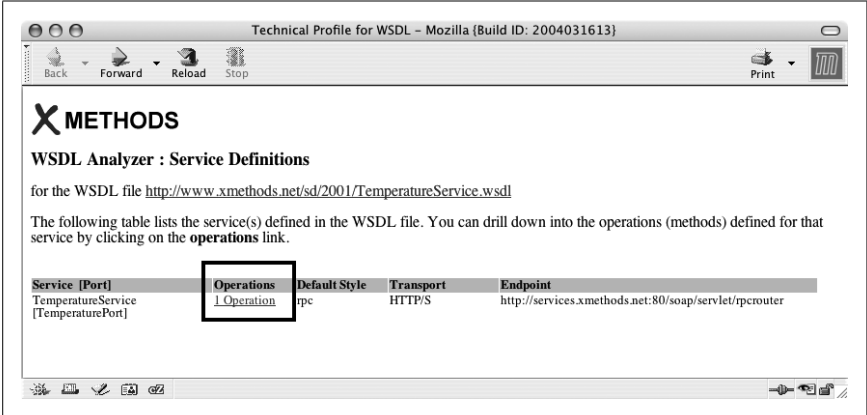 Technical Profile for WSDL – Mozilla {Build ID: 2004031613}
Back Forward Reload Stop Print
X METHODS
WSDL Analyzer : Service Definitions
for the WSDL file http://www.xmethods.net/sd/2001/TemperatureService.wsdl
The following table lists the service(s) defined in the WSDL file. You can drill down into the operations (methods) defined for that
service by clicking on the operations link.
Service [Port] Operations Default Style Transport Endpoint
TemperatureService 1 Operation rpc HTTP/S http://services.xmethods.net:80/soap/servlet/rpcrouter
[TemperaturePort]